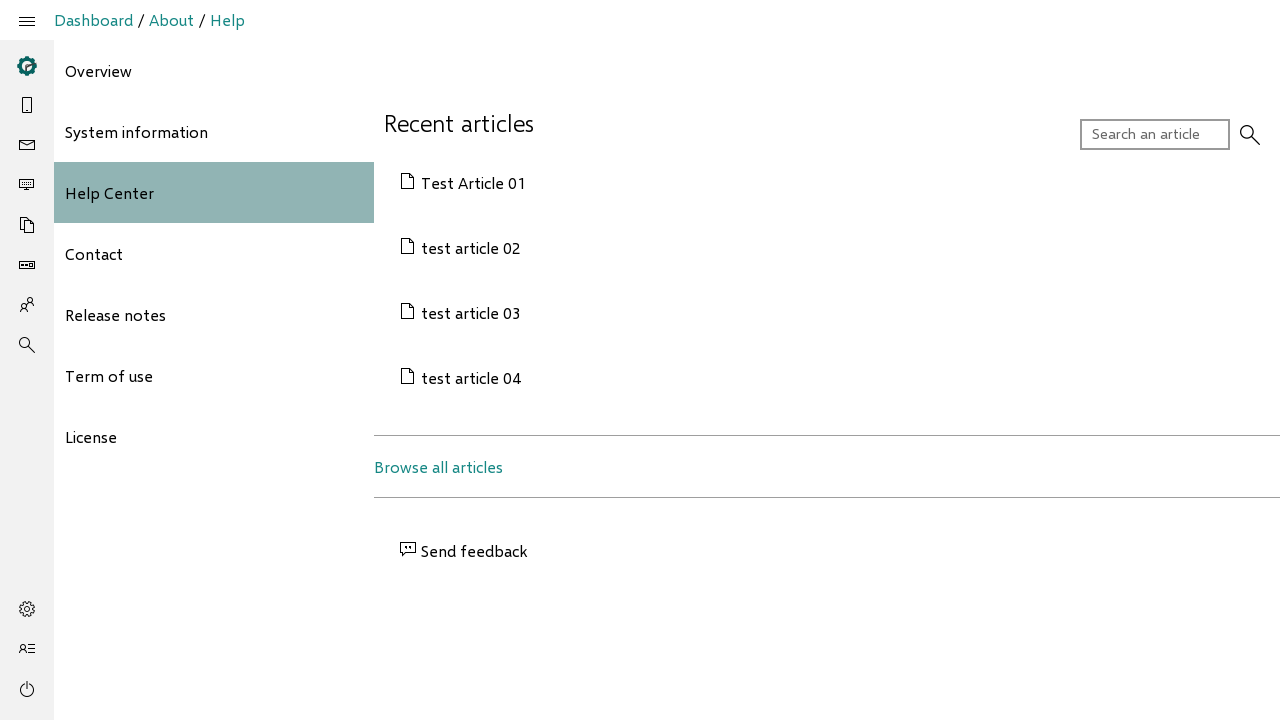 Dashboard / About / Help
Overview
System information
Help Center
Contact
Release notes
Term of use
License
Recent articles
Search an article
Test Article 01
test article 02
test article 03
test article 04
Browse all articles
Send feedback